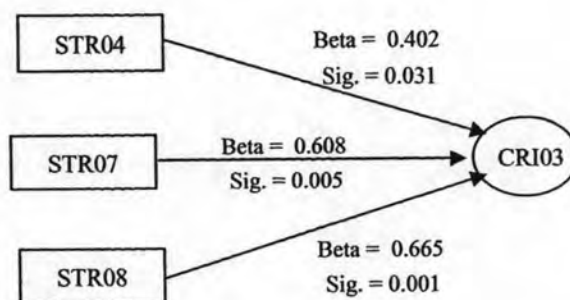 STR04
Beta = 0.402
Sig. = 0.031
STR07
Beta = 0.608
Sig. = 0.005
CRI03
STR08
Beta = 0.665
Sig. = 0.001